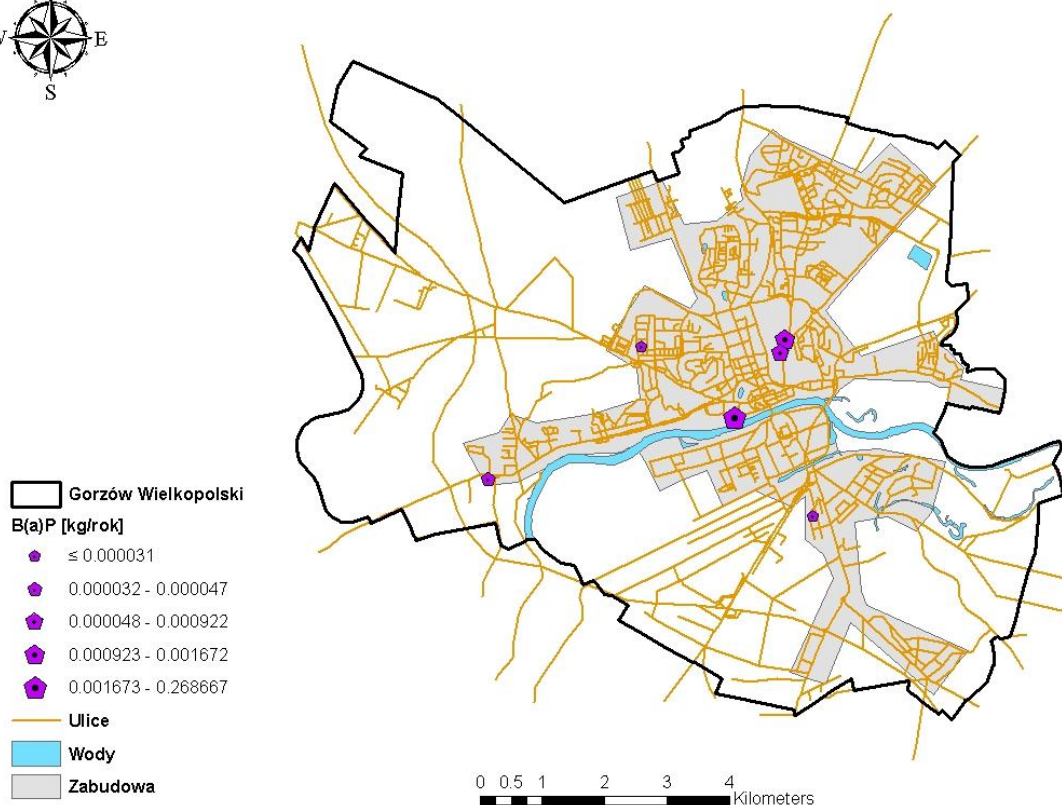 E
S
Gorzów Wielkopolski
B(a)P [kg/rok]
≤ 0.000031
0.000032 - 0.000047
0.000048 - 0.000922
0.000923 - 0.001672
0.001673 - 0.268667
Ulice
Wody
Zabudowa
0 0.5 1 2 3 4
Kilometers